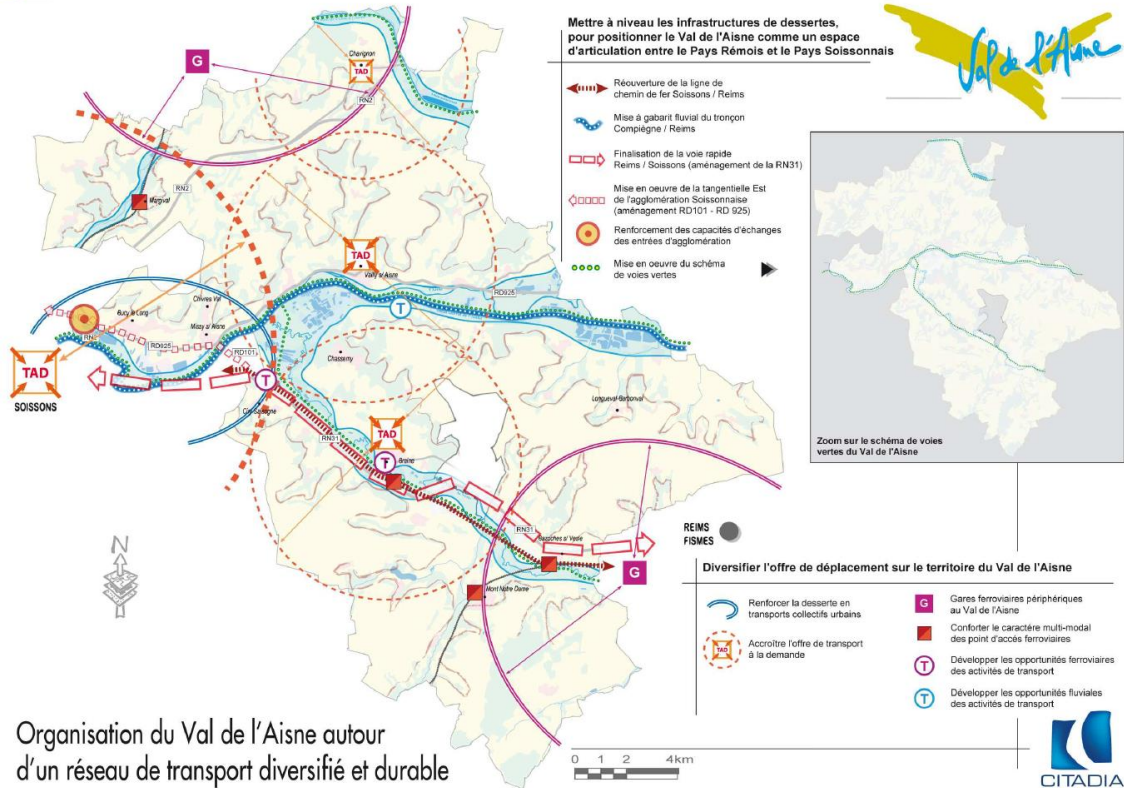 Mettre à niveau les infrastructures de dessertes,
pour positionner le Val de l'Aisne comme un espace
d'articulation entre le Pays Rémois et le Pays Soissonnais
Réouverture de la ligne de
chemin de fer Soissons / Reims
Mise à gabarit fluvial du tronçon
Compiègne / Reims
Finalisation de la voie rapide
Reims / Soissons (aménagement de la RN31)
Mise en oeuvre de la tangentielle Est
de l'agglomération Soissonnaise
(aménagement RD101 - RD 925)
Renforcement des capacités d'échanges
des entrées d'agglomération
Mise en oeuvre du schéma
de voies vertes
Val de l'Aisne
Zoom sur le schéma de voies
vertes du Val de l'Aisne
G
Chavignon
TAD
RN2
RN2
Margival
TAD
Vailly s/Aisne
RD925
T
Chivres Val
Bucy le Long
Missy s/ Aisne
RD925
RD101
TAD
SOISSONS
T
Chassemy
Ciry-Salsogne
RN31
TAD
T
Braine
Longueval-Barbonval
RN31
Bazoches s/ Vesle
Mont Notre Dame
G
REIMS
FISMES
N
Diversifier l'offre de déplacement sur le territoire du Val de l'Aisne
Renforcer la desserte en
transports collectifs urbains
TAD
Accroître l'offre de transport
à la demande
G
Gares ferroviaires périphériques
au Val de l'Aisne
Conforter le caractère multi-modal
des point d'accès ferroviaires
T
Développer les opportunités ferroviaires
des activités de transport
T
Développer les opportunités fluviales
des activités de transport
Organisation du Val de l'Aisne autour
d'un réseau de transport diversifié et durable
0 1 2 4km
CITADIA